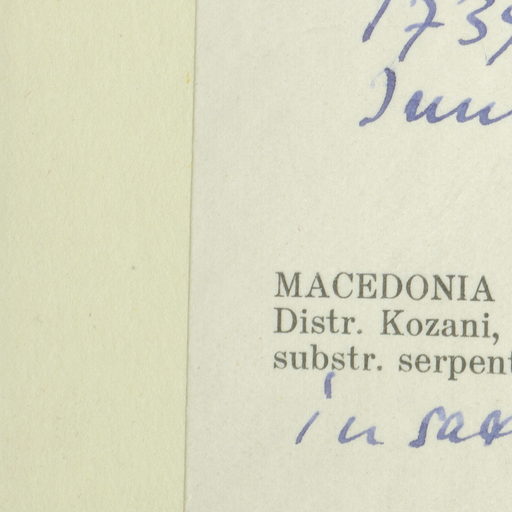 173
Jun
MACEDONIA
Distr. Kozani,
substr. serpent
in sax